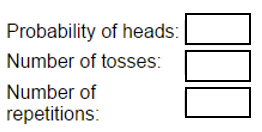 Probability of heads:
Number of tosses:
Number of
repetitions: